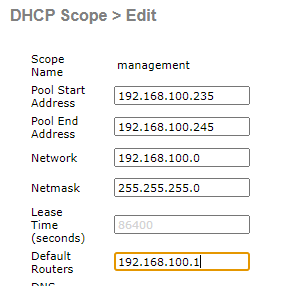 DHCP Scope > Edit
Scope
Name
management
Pool Start
Address
192.168.100.235
Pool End
Address
192.168.100.245
Network
192.168.100.0
Netmask
255.255.255.0
Lease
Time
(seconds)
86400
Default
Routers
192.168.100.1
DNS